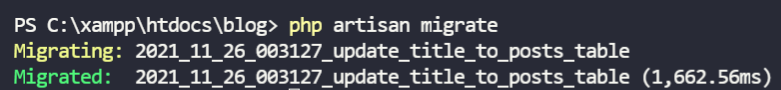 PS C:\xampp\htdocs\blog> php artisan migrate
Migrating: 2021_11_26_003127_update_title_to_posts_table
Migrated:  2021_11_26_003127_update_title_to_posts_table (1,662.56ms)